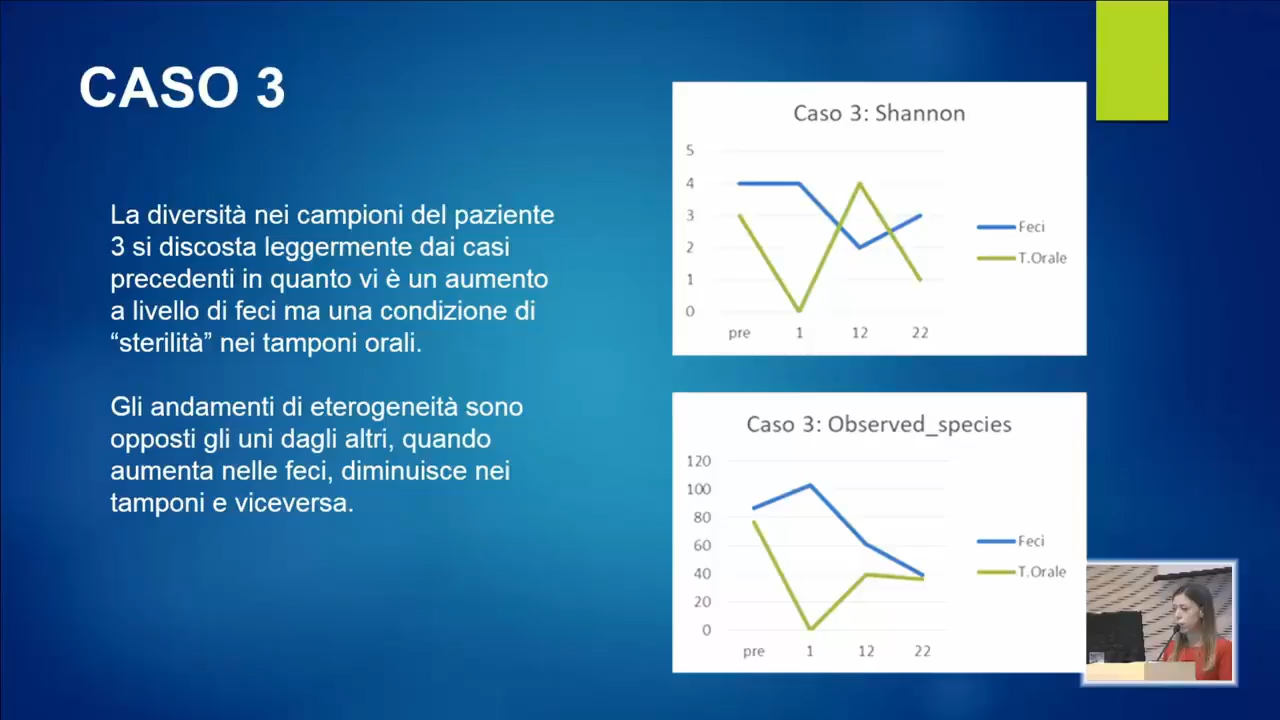 CASO 3
La diversità nei campioni del paziente
3 si discosta leggermente dai casi
precedenti in quanto vi è un aumento
a livello di feci ma una condizione di
“sterilità” nei tamponi orali.
Gli andamenti di eterogeneità sono
opposti gli uni dagli altri, quando
aumenta nelle feci, diminuisce nei
tamponi e viceversa.
Caso 3: Shannon
5
4
3
2
1
0
pre 1 12 22
Feci
T.Orale
Caso 3: Observed_species
120
100
80
60
40
20
0
pre 1 12 22
Feci
T.Orale